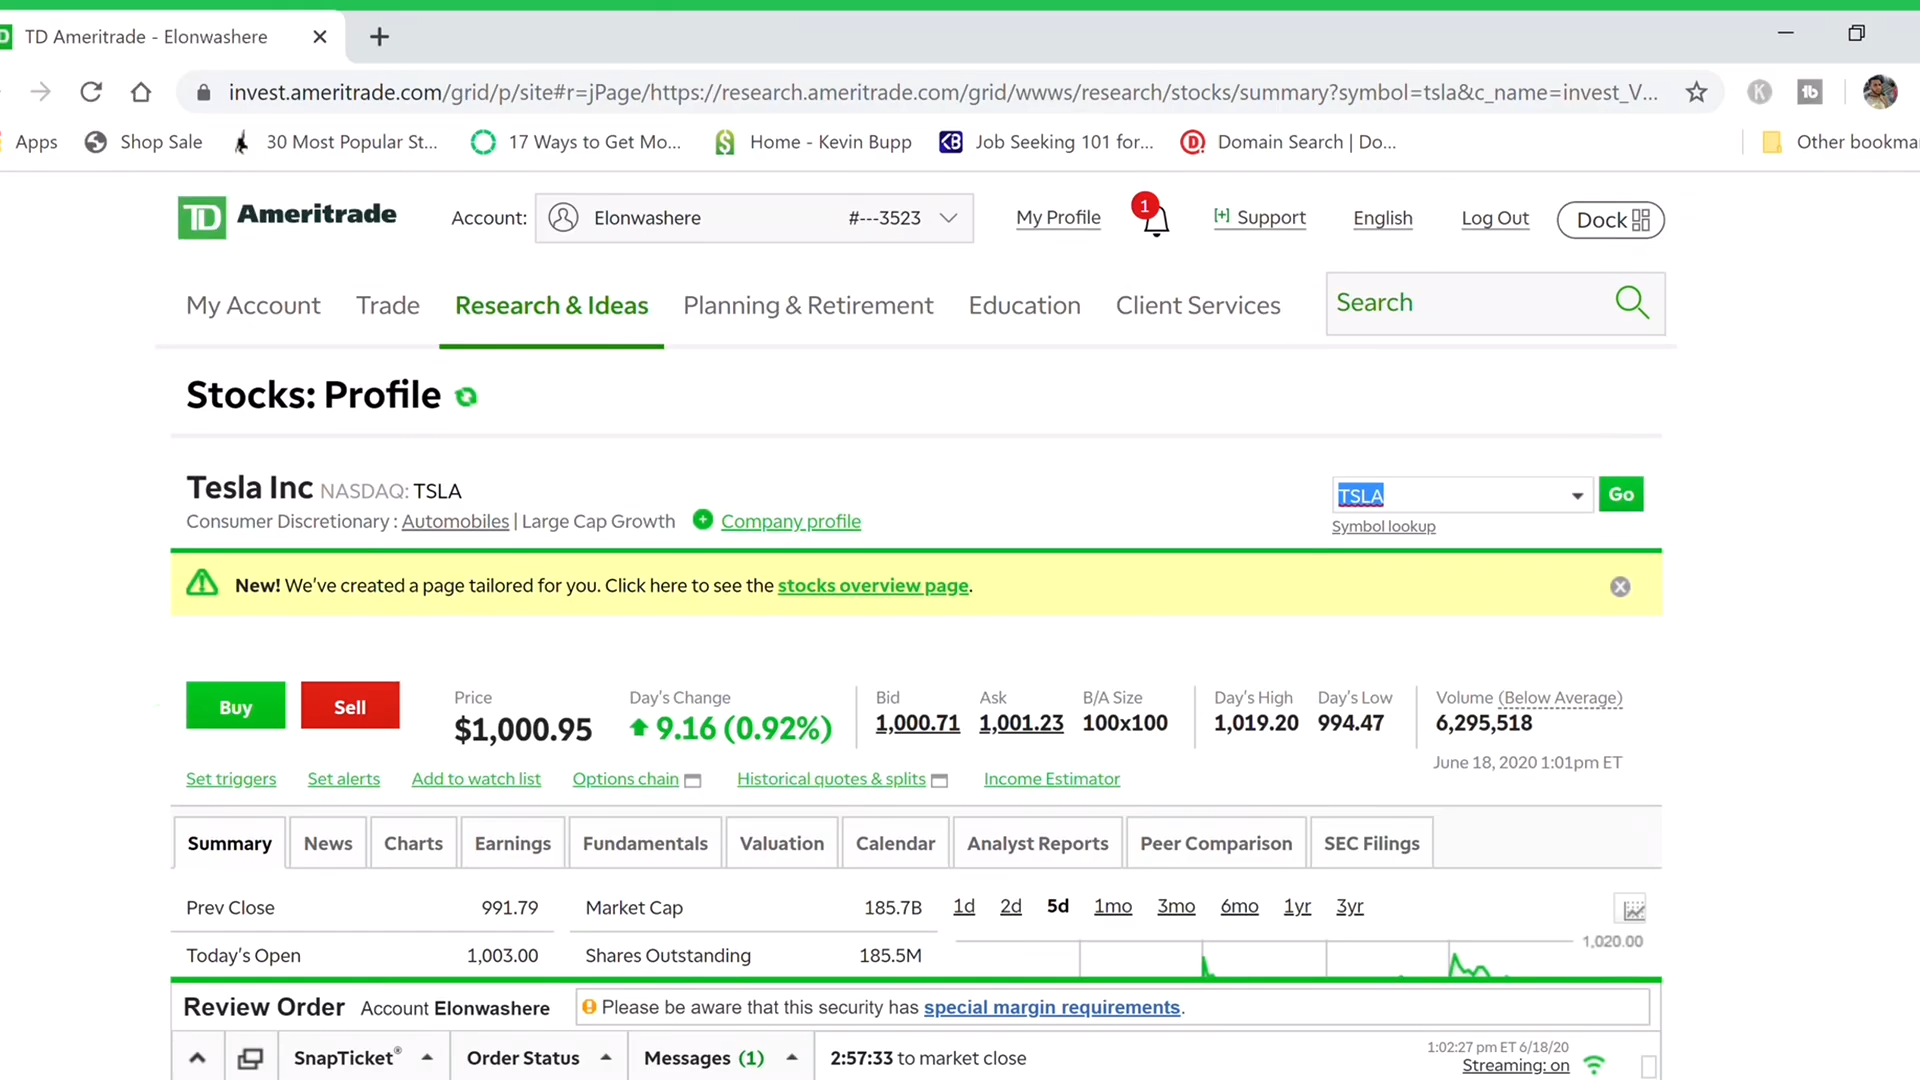 TD Ameritrade - Elonwashere
invest.ameritrade.com/grid/p/site#r=jPage/https://research.ameritrade.com/grid/wwws/research/stocks/summary?symbol=tsla&c_name=invest_V...
K
tb
Apps Shop Sale 30 Most Popular St... 17 Ways to Get Mo... Home - Kevin Bupp KB Job Seeking 101 for... D Domain Search | Do... Other bookma
TD Ameritrade Account: Elonwashere #---3523 My Profile 1 [+] Support English Log Out Dock
My Account Trade Research & Ideas Planning & Retirement Education Client Services Search
Stocks: Profile
Tesla Inc NASDAQ: TSLA TSLA Go
Consumer Discretionary : Automobiles | Large Cap Growth Company profile Symbol lookup
New! We've created a page tailored for you. Click here to see the stocks overview page.
Buy Sell
Price Day's Change Bid Ask B/A Size Day's High Day's Low Volume (Below Average)
$1,000.95 9.16 (0.92%) 1,000.71 1,001.23 100x100 1,019.20 994.47 6,295,518
June 18, 2020 1:01pm ET
Set triggers Set alerts Add to watch list Options chain Historical quotes & splits Income Estimator
Summary News Charts Earnings Fundamentals Valuation Calendar Analyst Reports Peer Comparison SEC Filings
Prev Close 991.79 Market Cap 185.7B 1d 2d 5d 1mo 3mo 6mo 1yr 3yr
1,020.00
Today's Open 1,003.00 Shares Outstanding 185.5M
Review Order Account Elonwashere Please be aware that this security has special margin requirements.
SnapTicket® Order Status Messages (1) 2:57:33 to market close
1:02:27 pm ET 6/18/20
Streaming: on